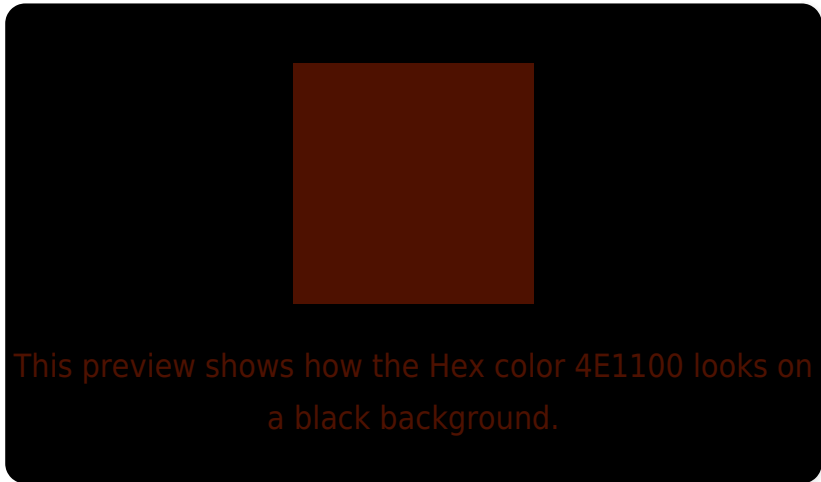 This preview shows how the Hex color 4E1100 looks on
a black background.